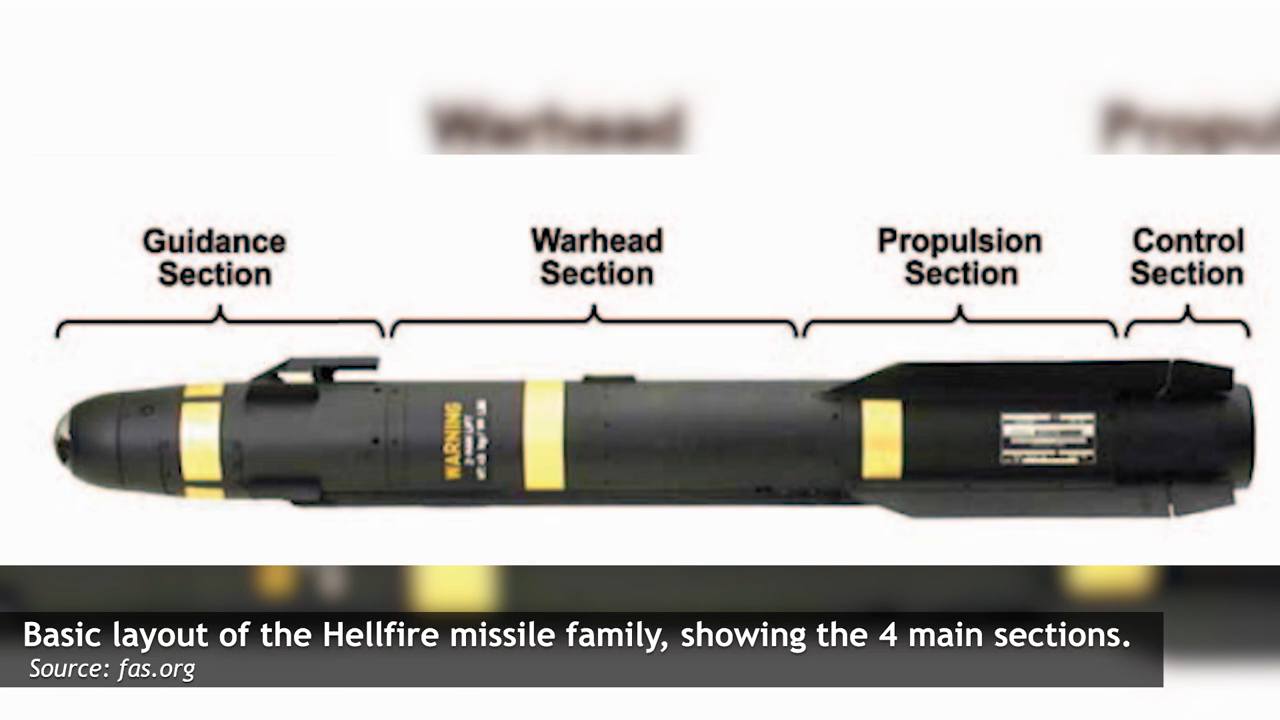 Warhead
Guidance
Section
Warhead
Section
Propulsion
Section
Control
Section
WARNING
Basic layout of the Hellfire missile family, showing the 4 main sections.
Source: fas.org